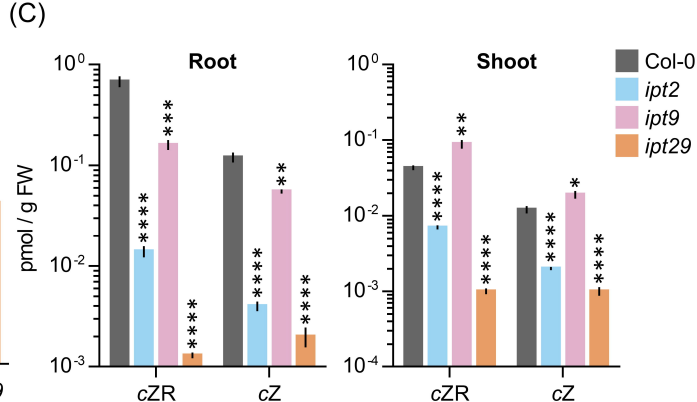 (C)
Root
Shoot
Col-0
ipt2
ipt9
ipt29
pmol / g FW
10⁰
10⁻¹
10⁻²
10⁻³
****
***
****
****
**
****
cZR
cZ
10⁰
10⁻¹
10⁻²
10⁻³
10⁻⁴
****
**
****
****
*
****
cZR
cZ
9